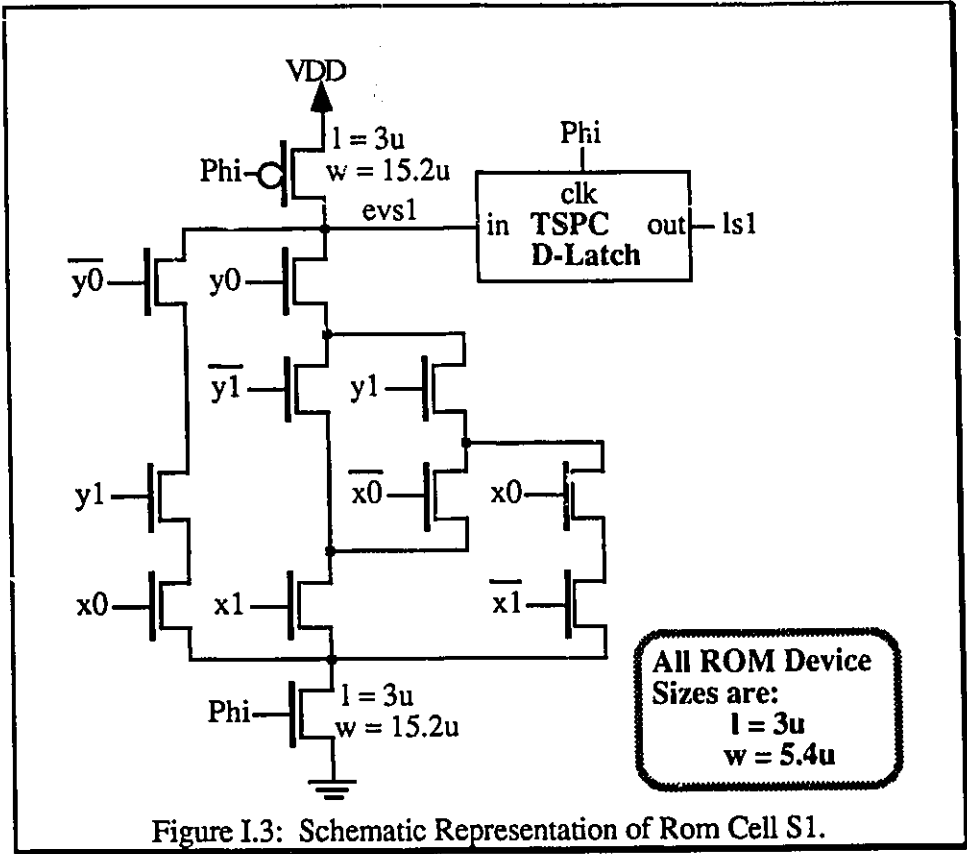 VDD
l = 3u
Phi
w = 15.2u
Phi
clk
in TSPC out
D-Latch
ls1
evs1
y0̅
y0
y1̅
y1
x0̅
x0
y1
x0
x1
x1̅
Phi
l = 3u
w = 15.2u
All ROM Device
Sizes are:
l = 3u
w = 5.4u
Figure I.3: Schematic Representation of Rom Cell S1.